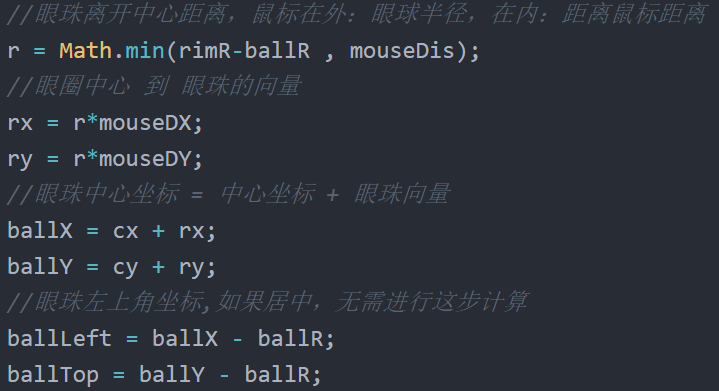 //眼珠离开中心距离，鼠标在外：眼球半径，在内：距离鼠标距离
r = Math.min(rimR-ballR , mouseDis);
//眼圈中心 到 眼珠的向量
rx = r*mouseDX;
ry = r*mouseDY;
//眼珠中心坐标 = 中心坐标 + 眼珠向量
ballX = cx + rx;
ballY = cy + ry;
//眼珠左上角坐标,如果居中，无需进行这步计算
ballLeft = ballX - ballR;
ballTop = ballY - ballR;